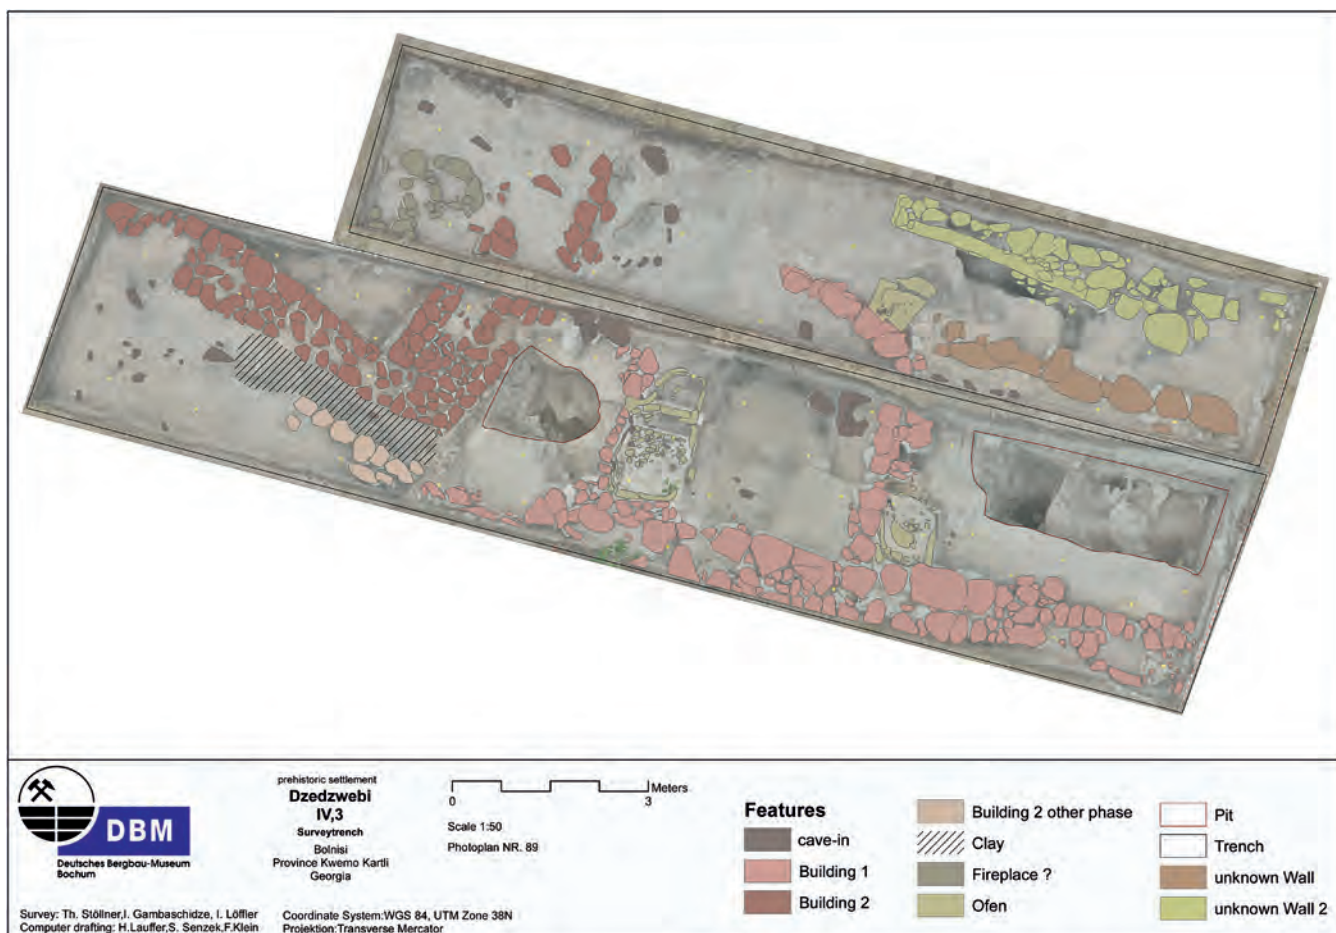 DBM
Deutsches Bergbau-Museum
Bochum
prehistoric settlement
Dzedzwebi
IV,3
Surveytrench
Bolnisi
Province Kwemo Kartli
Georgia
Meters
0 3
Scale 1:50
Photoplan NR. 89
Survey: Th. Stöllner,I. Gambaschidze, I. Löffler
Computer drafting: H.Lauffer,S. Senzek,F.Klein
Coordinate System:WGS 84, UTM Zone 38N
Projektion:Transverse Mercator
Features
cave-in
Building 1
Building 2
Building 2 other phase
Clay
Fireplace ?
Ofen
Pit
Trench
unknown Wall
unknown Wall 2